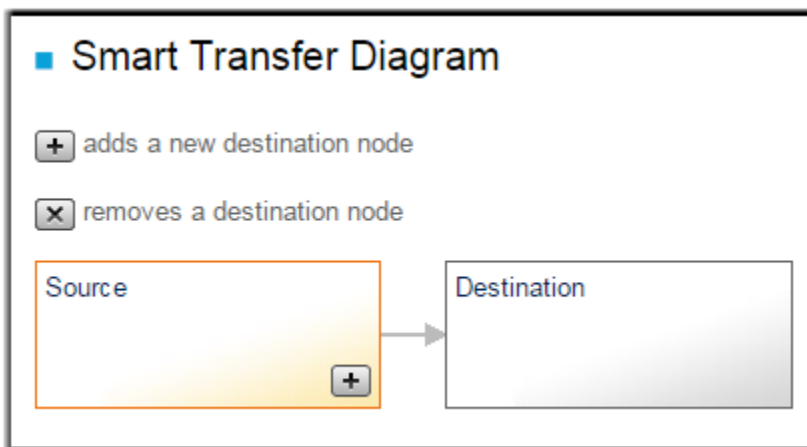 Smart Transfer Diagram
+ adds a new destination node
× removes a destination node
Source
Destination
+